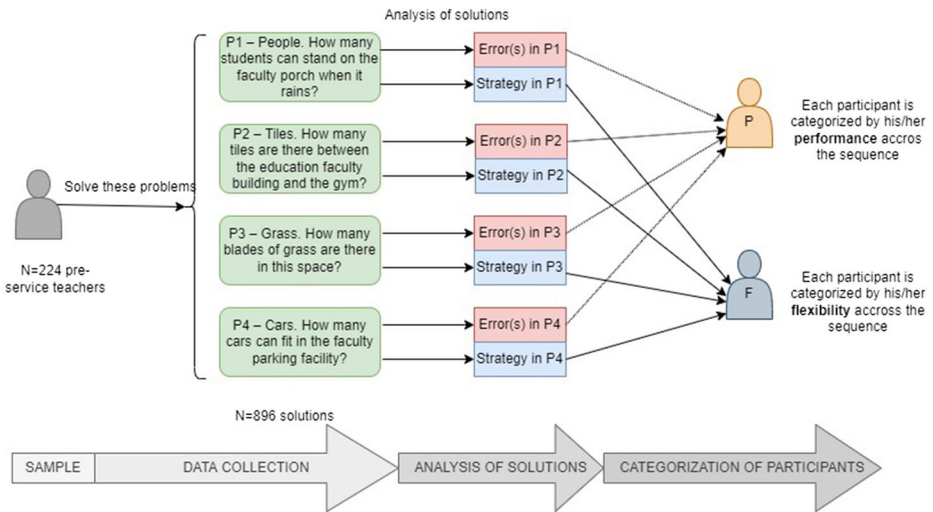 Analysis of solutions
P1 – People. How many
students can stand on the
faculty porch when it
rains?
Error(s) in P1
Strategy in P1
P2 – Tiles. How many
tiles are there between
the education faculty
building and the gym?
Error(s) in P2
Strategy in P2
P3 – Grass. How many
blades of grass are there
in this space?
Error(s) in P3
Strategy in P3
P4 – Cars. How many
cars can fit in the faculty
parking facility?
Error(s) in P4
Strategy in P4
Solve these problems
N=224 pre-
service teachers
P
Each participant is
categorized by his/her
performance accros
the sequence
F
Each participant is
categorized by his/her
flexibility accross the
sequence
N=896 solutions
SAMPLE
DATA COLLECTION
ANALYSIS OF SOLUTIONS
CATEGORIZATION OF PARTICIPANTS